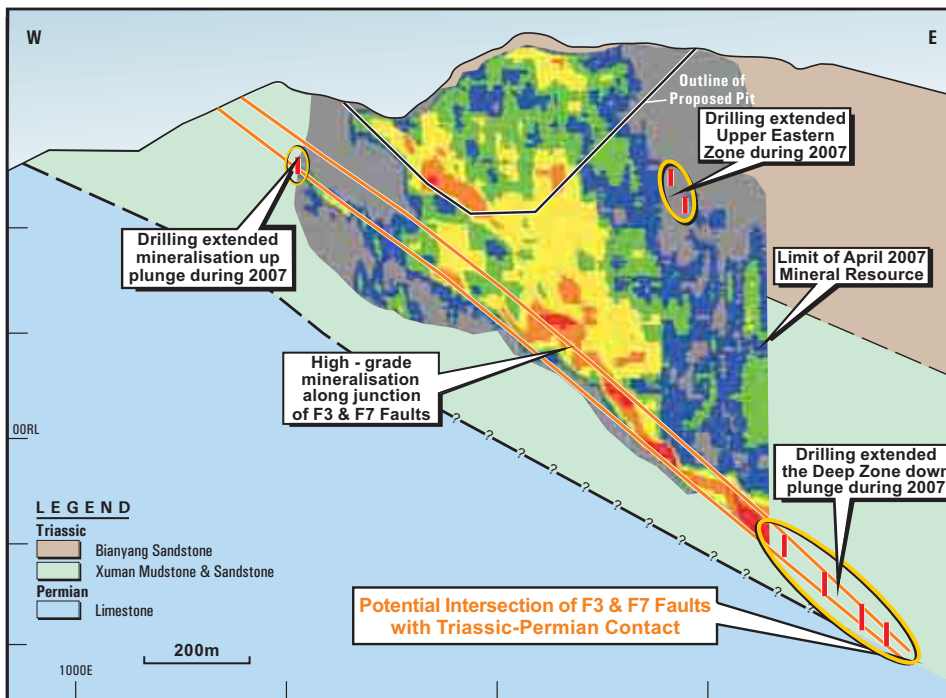 W
E
Outline of
Proposed Pit
Drilling extended
Upper Eastern
Zone during 2007
Drilling extended
mineralisation up
plunge during 2007
Limit of April 2007
Mineral Resource
High - grade
mineralisation
along junction
of F3 & F7 Faults
00RL
Drilling extended
the Deep Zone down
plunge during 2007
? ? ? ? ? ? ? ? ? ?
LEGEND
Triassic
Bianyang Sandstone
Xuman Mudstone & Sandstone
Permian
Limestone
Potential Intersection of F3 & F7 Faults
with Triassic-Permian Contact
200m
1000E